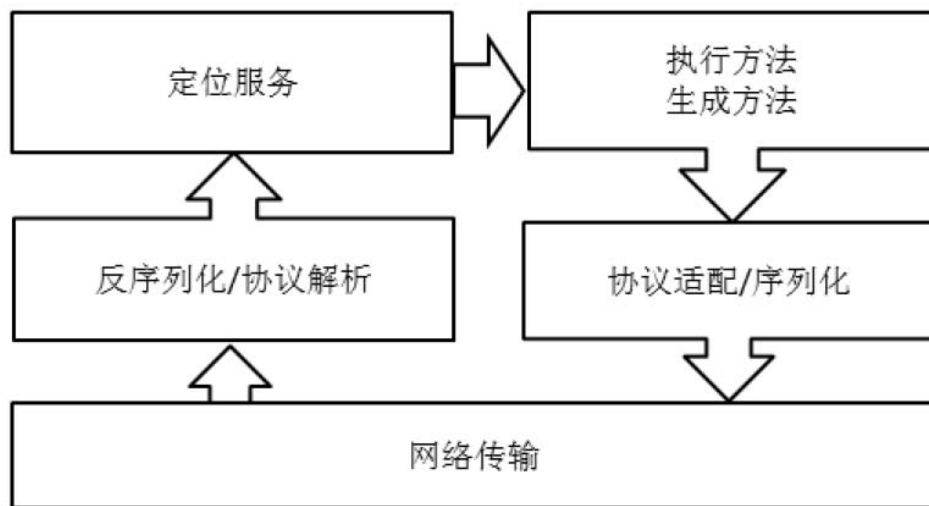 定位服务
执行方法
生成方法
反序列化/协议解析
协议适配/序列化
网络传输